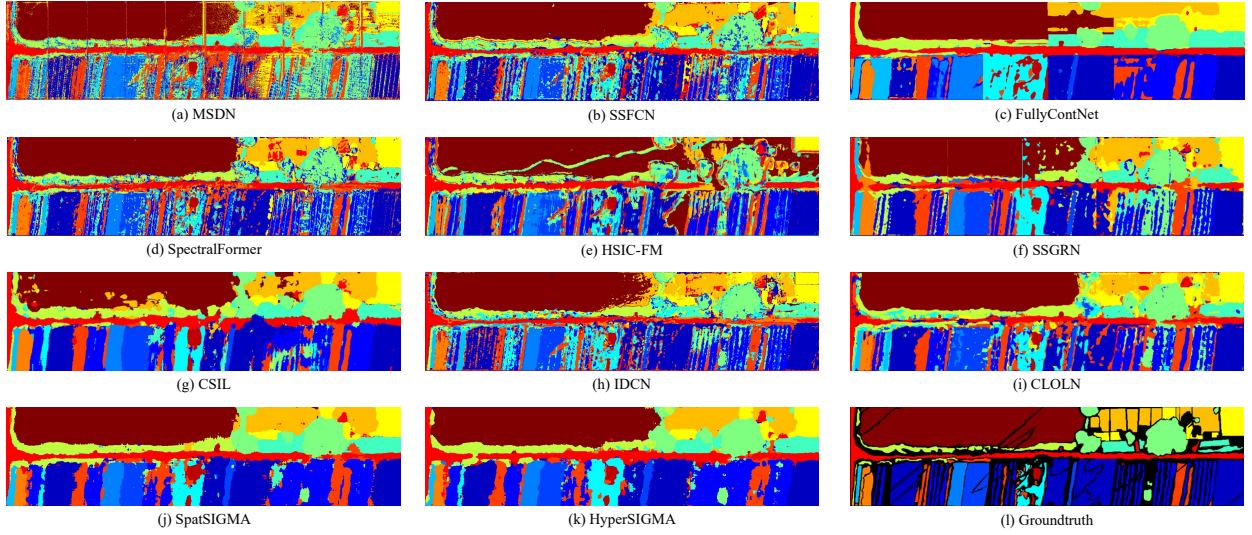 (a) MSDN
(b) SSFCN
(c) FullyContNet
(d) SpectralFormer
(e) HSIC-FM
(f) SSGRN
(g) CSIL
(h) IDCN
(i) CLOLN
(j) SpatSIGMA
(k) HyperSIGMA
(l) Groundtruth